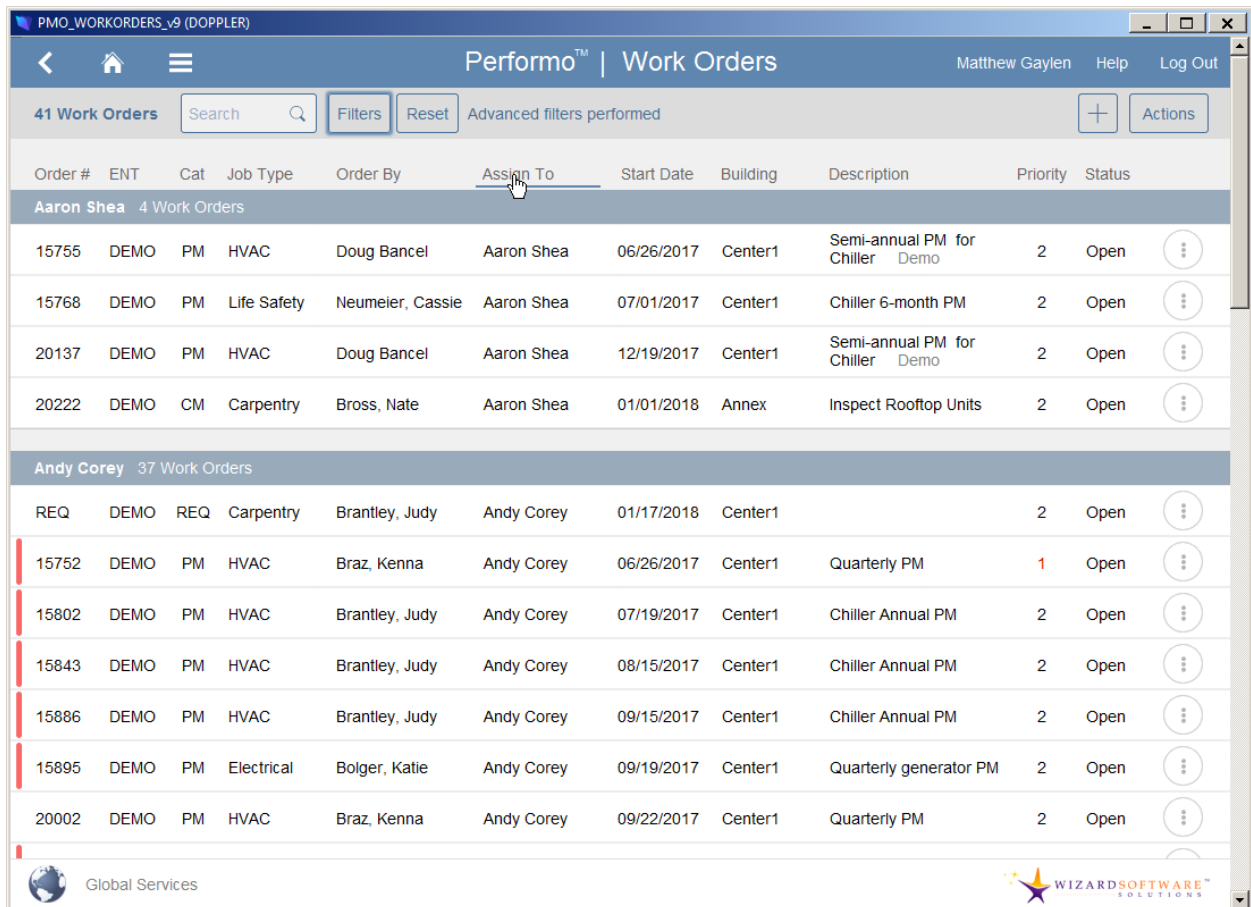 PMO_WORKORDERS_v9 (DOPPLER)
Performo™ | Work Orders
Matthew Gaylen Help Log Out
41 Work Orders Search Filters Reset Advanced filters performed + Actions
Order # ENT Cat Job Type Order By Assign To Start Date Building Description Priority Status
Aaron Shea 4 Work Orders
15755 DEMO PM HVAC Doug Bancel Aaron Shea 06/26/2017 Center1 Semi-annual PM for 2 Open
Chiller Demo
15768 DEMO PM Life Safety Neumeier, Cassie Aaron Shea 07/01/2017 Center1 Chiller 6-month PM 2 Open
20137 DEMO PM HVAC Doug Bancel Aaron Shea 12/19/2017 Center1 Semi-annual PM for 2 Open
Chiller Demo
20222 DEMO CM Carpentry Bross, Nate Aaron Shea 01/01/2018 Annex Inspect Rooftop Units 2 Open
Andy Corey 37 Work Orders
REQ DEMO REQ Carpentry Brantley, Judy Andy Corey 01/17/2018 Center1 2 Open
15752 DEMO PM HVAC Braz, Kenna Andy Corey 06/26/2017 Center1 Quarterly PM 1 Open
15802 DEMO PM HVAC Brantley, Judy Andy Corey 07/19/2017 Center1 Chiller Annual PM 2 Open
15843 DEMO PM HVAC Brantley, Judy Andy Corey 08/15/2017 Center1 Chiller Annual PM 2 Open
15886 DEMO PM HVAC Brantley, Judy Andy Corey 09/15/2017 Center1 Chiller Annual PM 2 Open
15895 DEMO PM Electrical Bolger, Katie Andy Corey 09/19/2017 Center1 Quarterly generator PM 2 Open
20002 DEMO PM HVAC Braz, Kenna Andy Corey 09/22/2017 Center1 Quarterly PM 2 Open
Global Services
WIZARDSOFTWARE™
SOLUTIONS